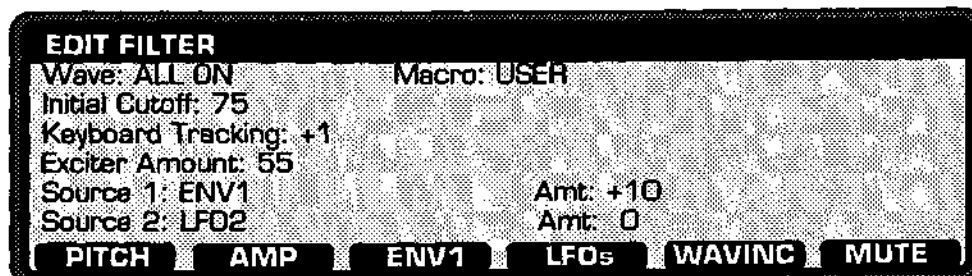 EDIT FILTER
Wave: ALL ON Macro: USER
Initial Cutoff: 75
Keyboard Tracking: +1
Exciter Amount: 55
Source 1: ENV1 Amt: +10
Source 2: LFO2 Amt: 0
PITCH AMP ENV1 LFOs WAVINC MUTE